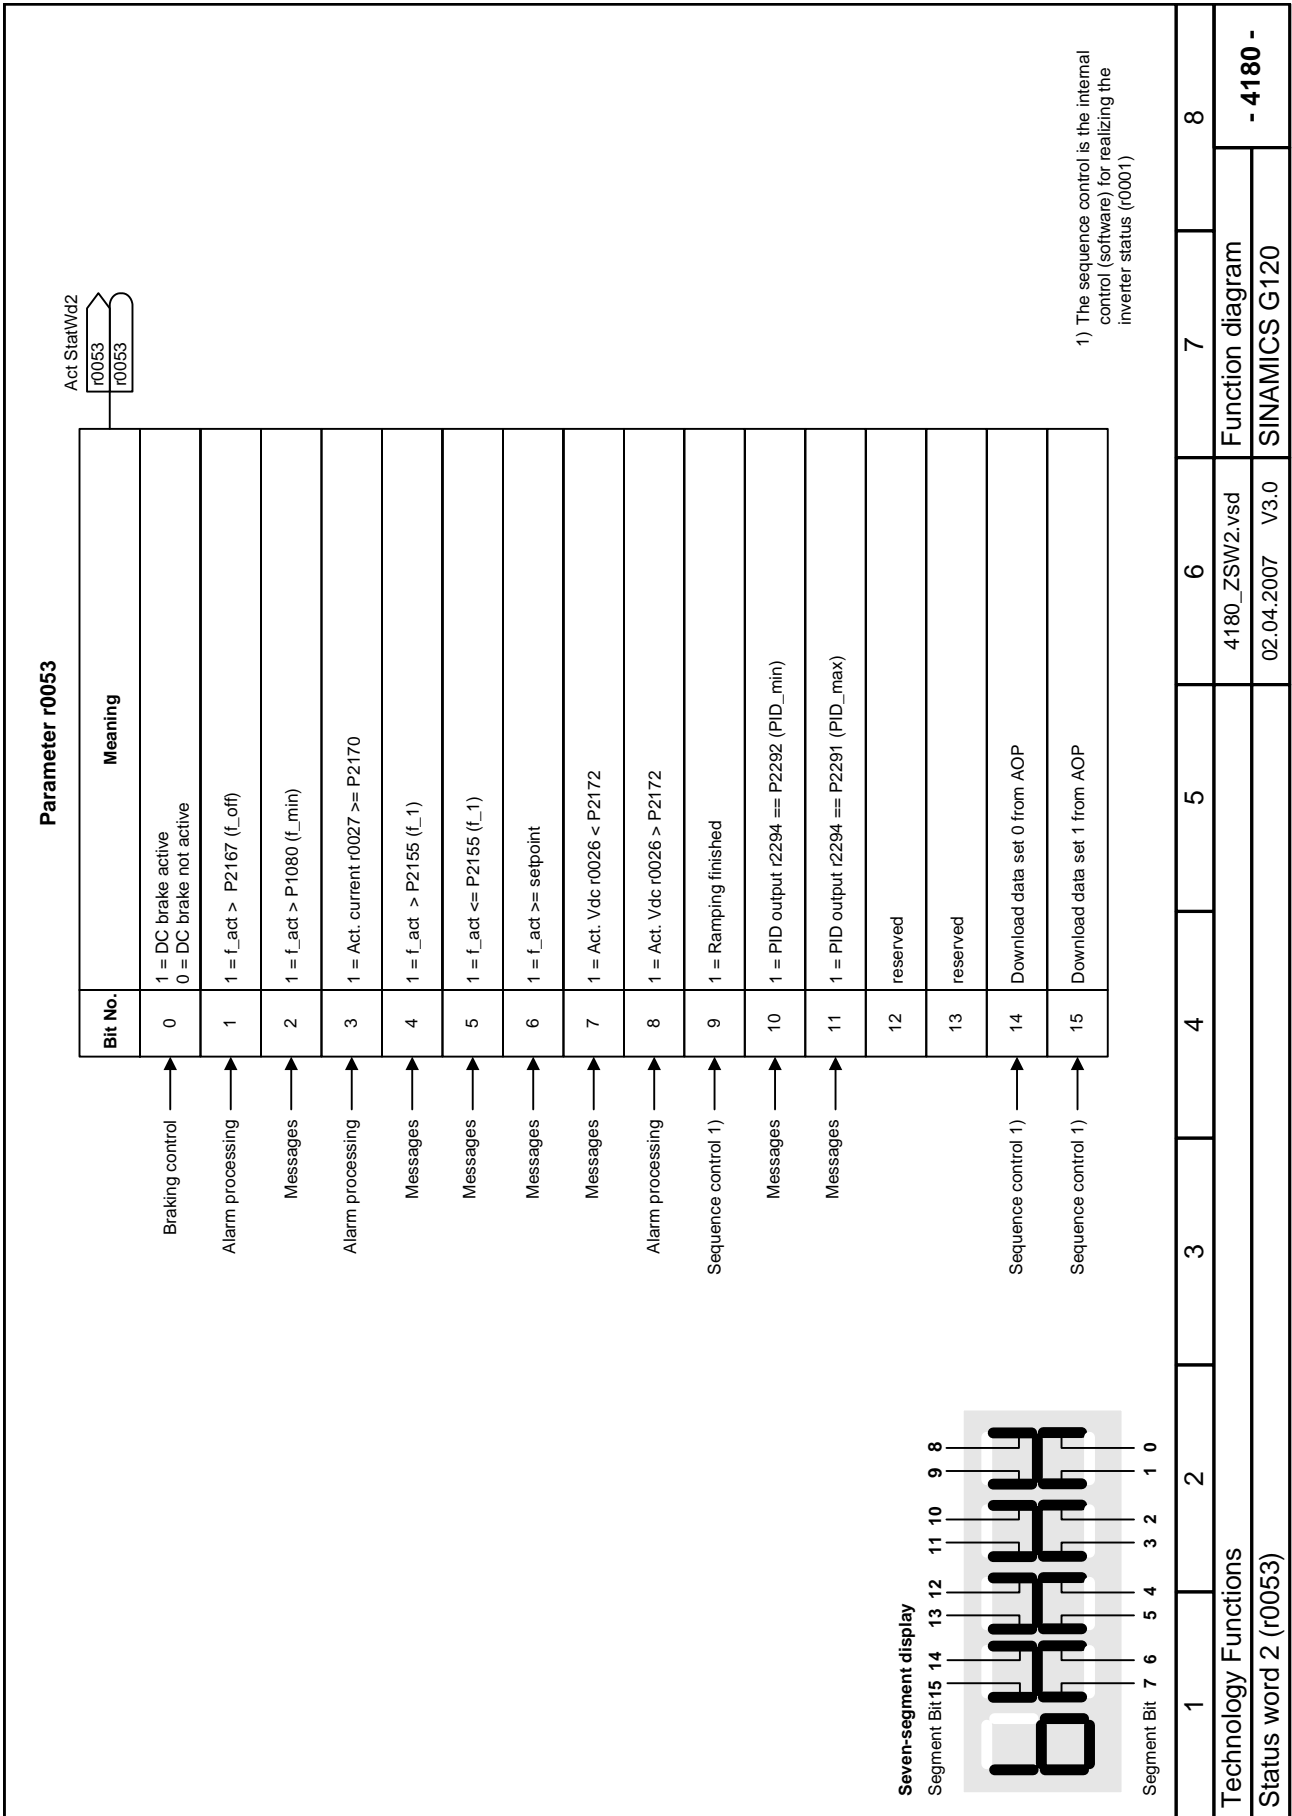 Parameter r0053
Act StatWd2
r0053
r0053
Bit No. Meaning
Braking control 0 1 = DC brake active
0 = DC brake not active
Alarm processing 1 1 = f_act > P2167 (f_off)
Messages 2 1 = f_act > P1080 (f_min)
Alarm processing 3 1 = Act. current r0027 >= P2170
Messages 4 1 = f_act > P2155 (f_1)
Messages 5 1 = f_act <= P2155 (f_1)
Messages 6 1 = f_act >= setpoint
Messages 7 1 = Act. Vdc r0026 < P2172
Alarm processing 8 1 = Act. Vdc r0026 > P2172
Sequence control 1) 9 1 = Ramping finished
Messages 10 1 = PID output r2294 == P2292 (PID_min)
Messages 11 1 = PID output r2294 == P2291 (PID_max)
12 reserved
13 reserved
Sequence control 1) 14 Download data set 0 from AOP
Sequence control 1) 15 Download data set 1 from AOP
Seven-segment display
Segment Bit 15 14 13 12 11 10 9 8
Segment Bit 7 6 5 4 3 2 1 0
1) The sequence control is the internal
control (software) for realizing the
inverter status (r0001)
1 2 3 4 5 6 7 8
Technology Functions 4180_ZSW2.vsd Function diagram - 4180 -
Status word 2 (r0053) 02.04.2007 V3.0 SINAMICS G120